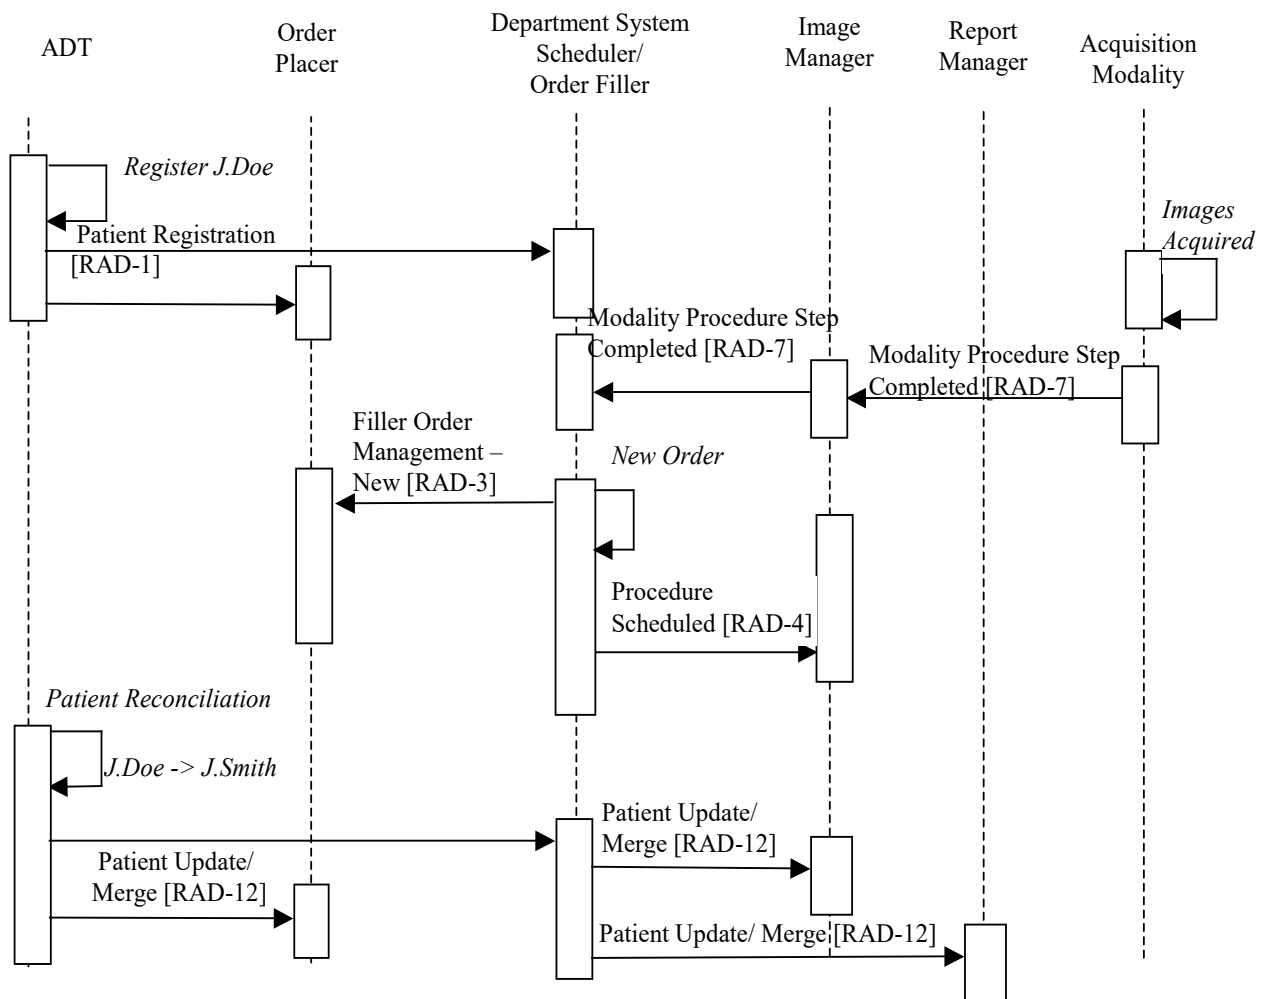 ADT
Order
Placer
Department System
Scheduler/
Order Filler
Image
Manager
Report
Manager
Acquisition
Modality
Register J.Doe
Patient Registration
[RAD-1]
Images
Acquired
Modality Procedure Step
Completed [RAD-7]
Modality Procedure Step
Completed [RAD-7]
Filler Order
Management –
New [RAD-3]
New Order
Procedure
Scheduled [RAD-4]
Patient Reconciliation
J.Doe -> J.Smith
Patient Update/
Merge [RAD-12]
Patient Update/
Merge [RAD-12]
Patient Update/ Merge [RAD-12]